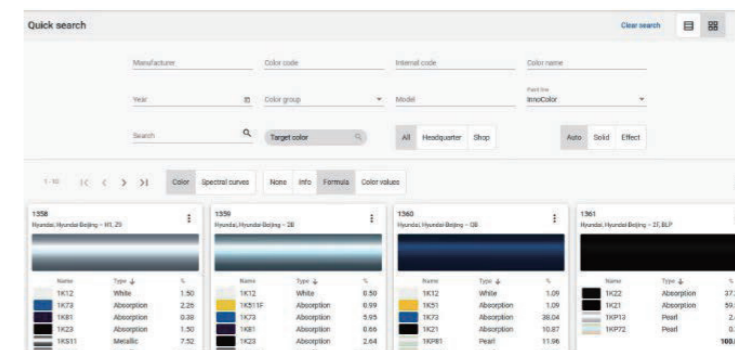 Quick search Clear search
Manufacturer Color code Internal code Color name
Year Color group Model Paint line InnoColor
Search Target color All Headquarter Shop Auto Solid Effect
1-10 Color Spectral curves None Info Formula Color values
1358 1359 1360 1361
Hyundai, Hyundai Beijing – Hyundai, Hyundai Beijing – 2B Hyundai, Hyundai Beijing – Hyundai, Hyundai Beijing –
Name Type % Name Type % Name Type % Name Type %
1K12 White 1.50 1K12 White 0.50 1K12 White 1.09 1K22 Absorption
1K73 Absorption 2.26 1K511F Absorption 0.99 1K51 Absorption 1.09 1K21 Absorption
1K81 Absorption 0.38 1K73 Absorption 5.95 1K73 Absorption 38.04 1KP13 Pearl
1K23 Absorption 1.50 1K81 Absorption 0.66 1K21 Absorption 10.87 1KP72 Pearl
1KS11 Metallic 7.52 1K23 Absorption 2.64 1KP81 Pearl 11.96